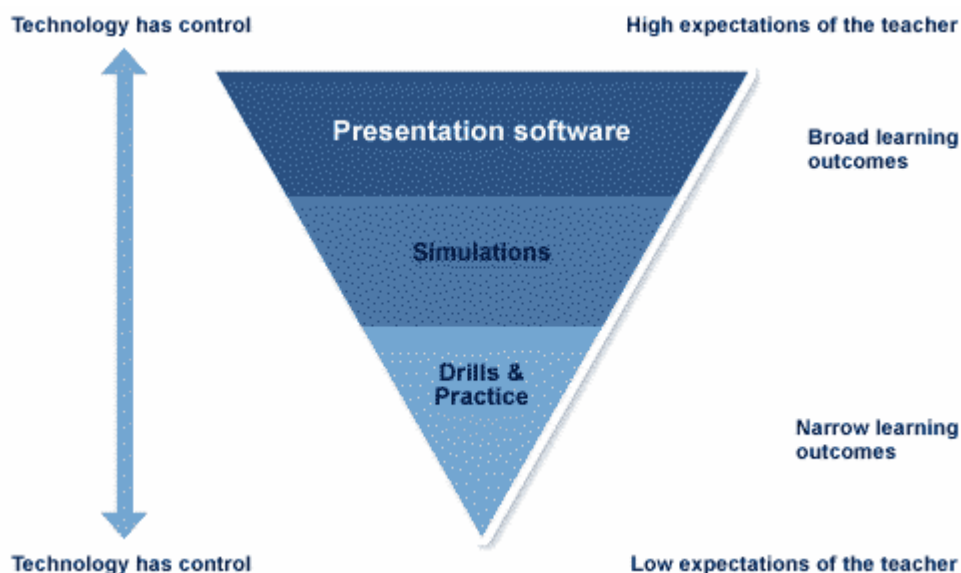 Technology has control
High expectations of the teacher
Presentation software
Broad learning
outcomes
Simulations
Drills &
Practice
Narrow learning
outcomes
Technology has control
Low expectations of the teacher